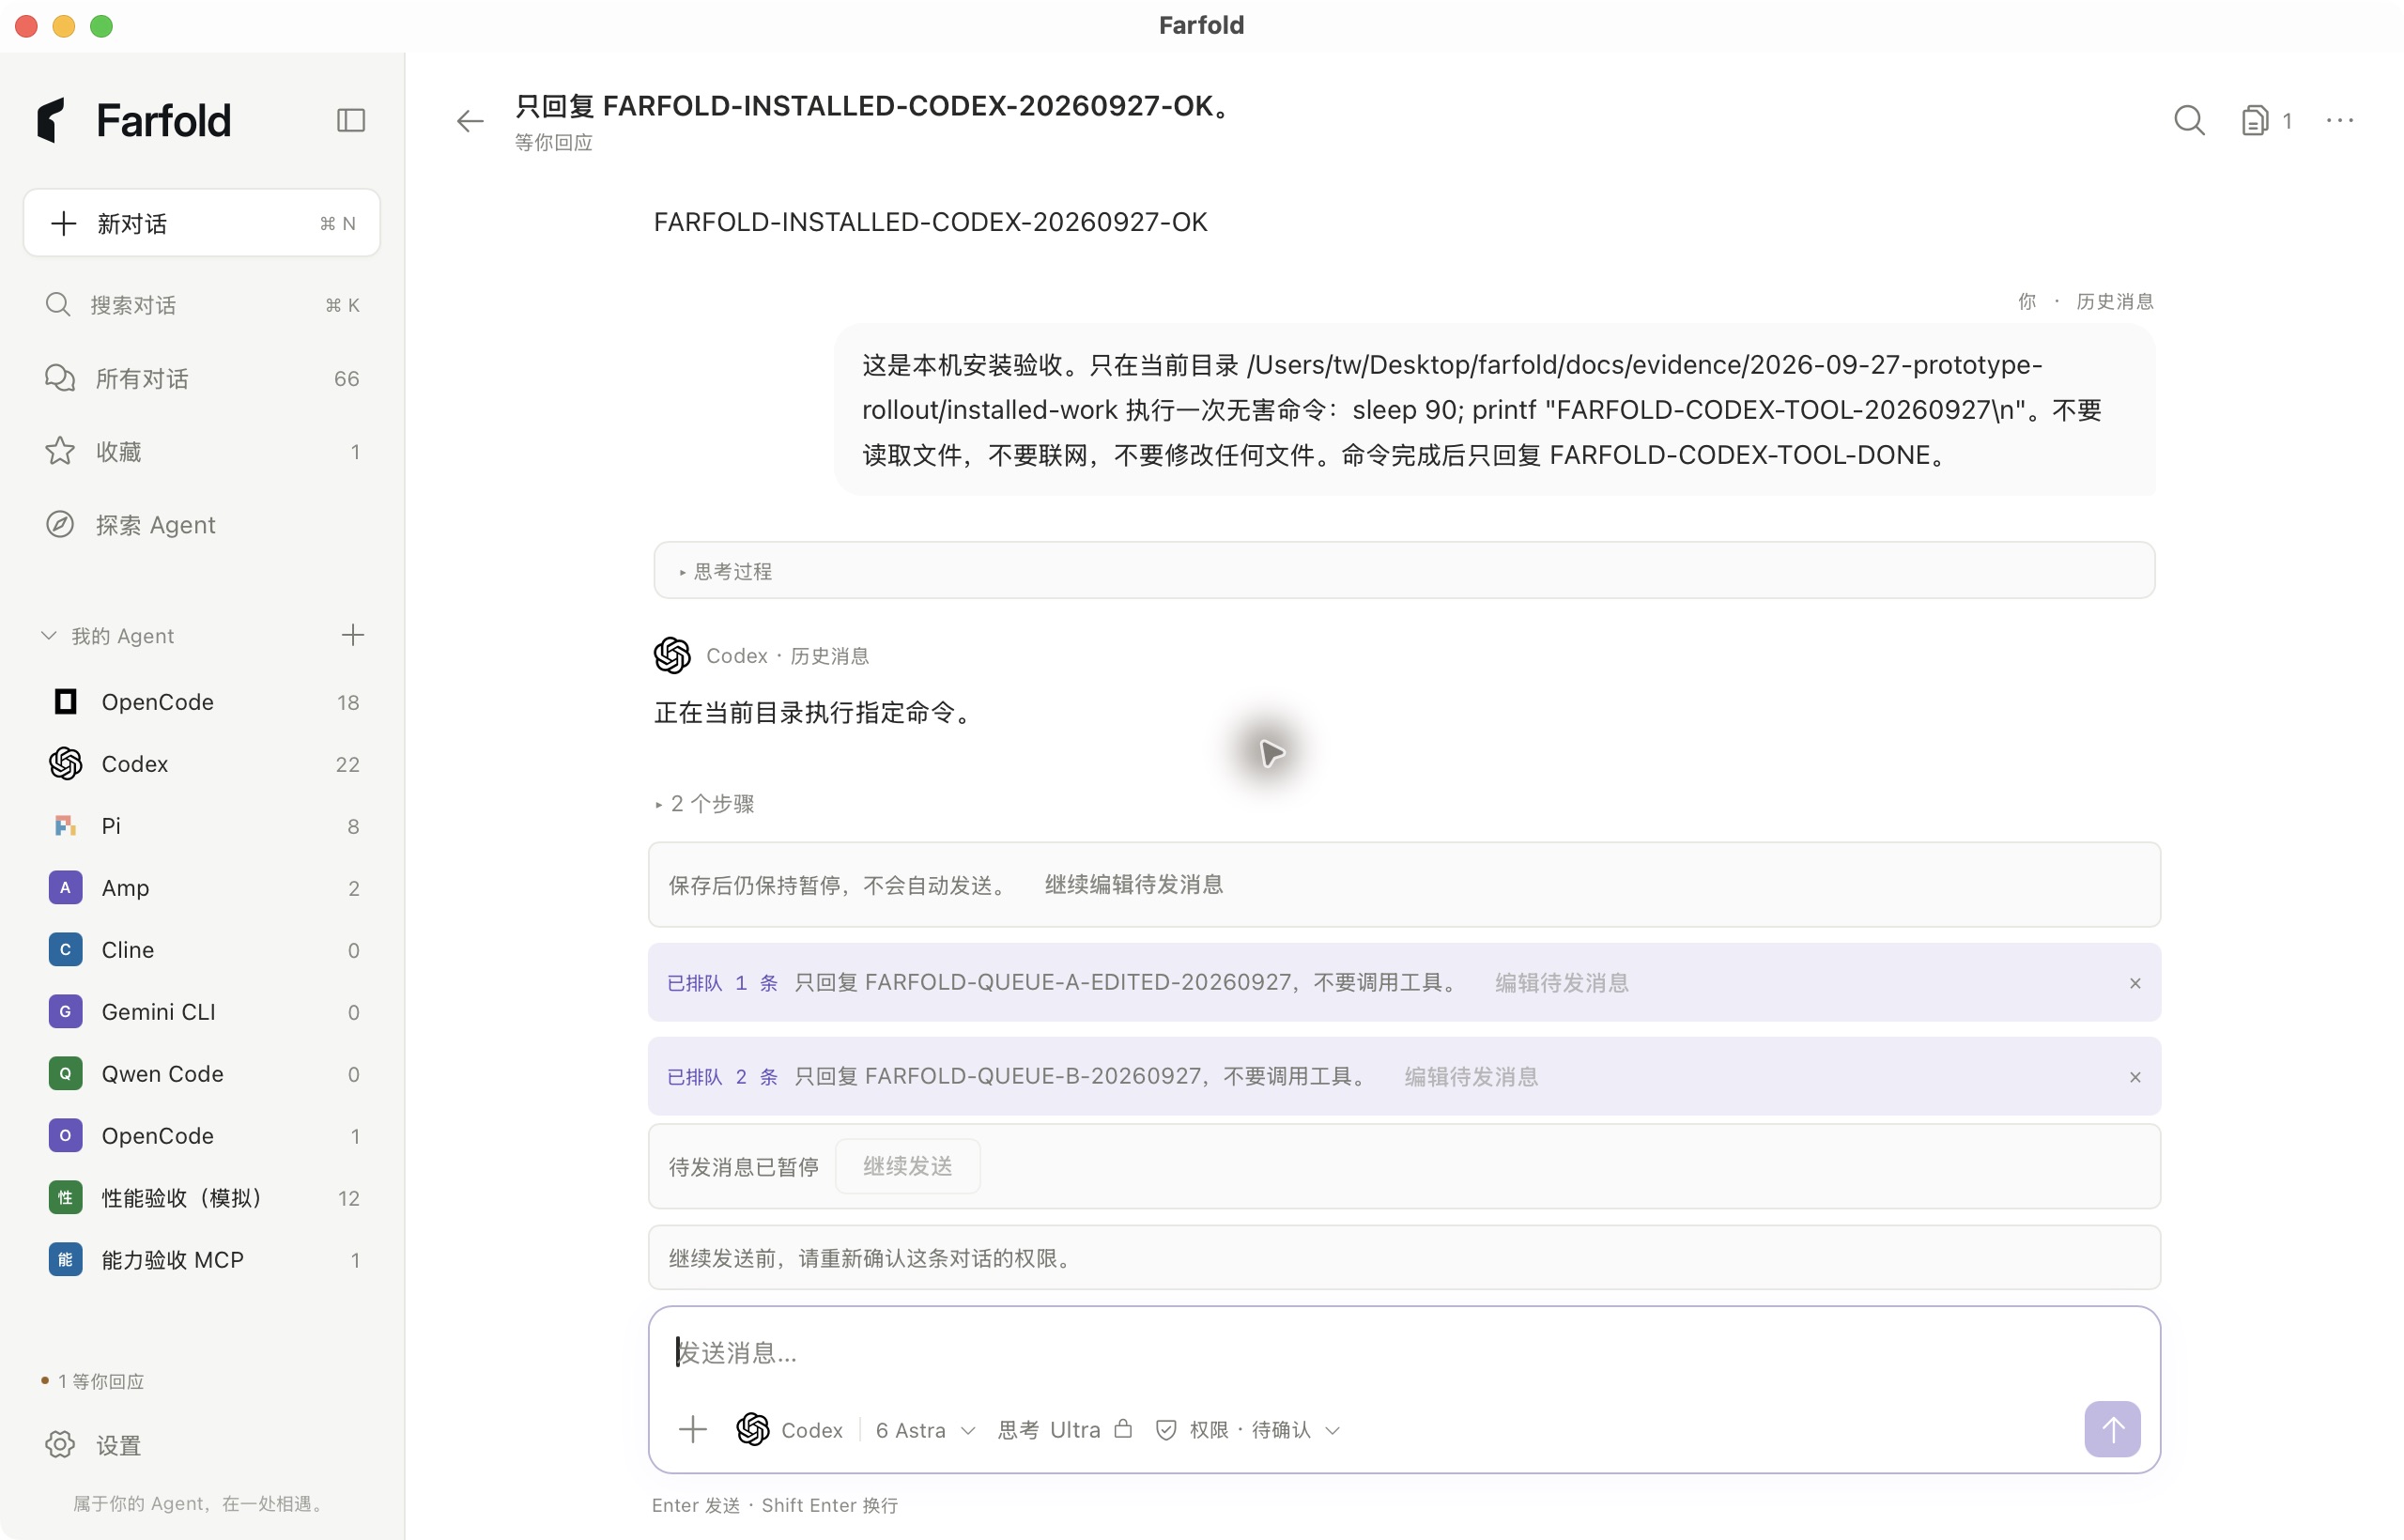 Farfold
Farfold
新对话 ⌘ N
搜索对话 ⌘ K
所有对话 66
收藏 1
探索 Agent
我的 Agent
OpenCode 18
Codex 22
Pi 8
A Amp 2
C Cline 0
G Gemini CLI 0
Q Qwen Code 0
O OpenCode 1
性 性能验收（模拟） 12
能 能力验收 MCP 1
1 等你回应
设置
属于你的 Agent，在一处相遇。
只回复 FARFOLD-INSTALLED-CODEX-20260927-OK。
等你回应
1
FARFOLD-INSTALLED-CODEX-20260927-OK
你 · 历史消息
这是本机安装验收。只在当前目录 /Users/tw/Desktop/farfold/docs/evidence/2026-09-27-prototype-
rollout/installed-work 执行一次无害命令：sleep 90; printf "FARFOLD-CODEX-TOOL-20260927\n"。不要
读取文件，不要联网，不要修改任何文件。命令完成后只回复 FARFOLD-CODEX-TOOL-DONE。
思考过程
Codex · 历史消息
正在当前目录执行指定命令。
2 个步骤
保存后仍保持暂停，不会自动发送。 继续编辑待发消息
已排队 1 条 只回复 FARFOLD-QUEUE-A-EDITED-20260927，不要调用工具。 编辑待发消息 ×
已排队 2 条 只回复 FARFOLD-QUEUE-B-20260927，不要调用工具。 编辑待发消息 ×
待发消息已暂停 继续发送
继续发送前，请重新确认这条对话的权限。
发送消息...
Codex 6 Astra 思考 Ultra 权限 · 待确认
Enter 发送 · Shift Enter 换行